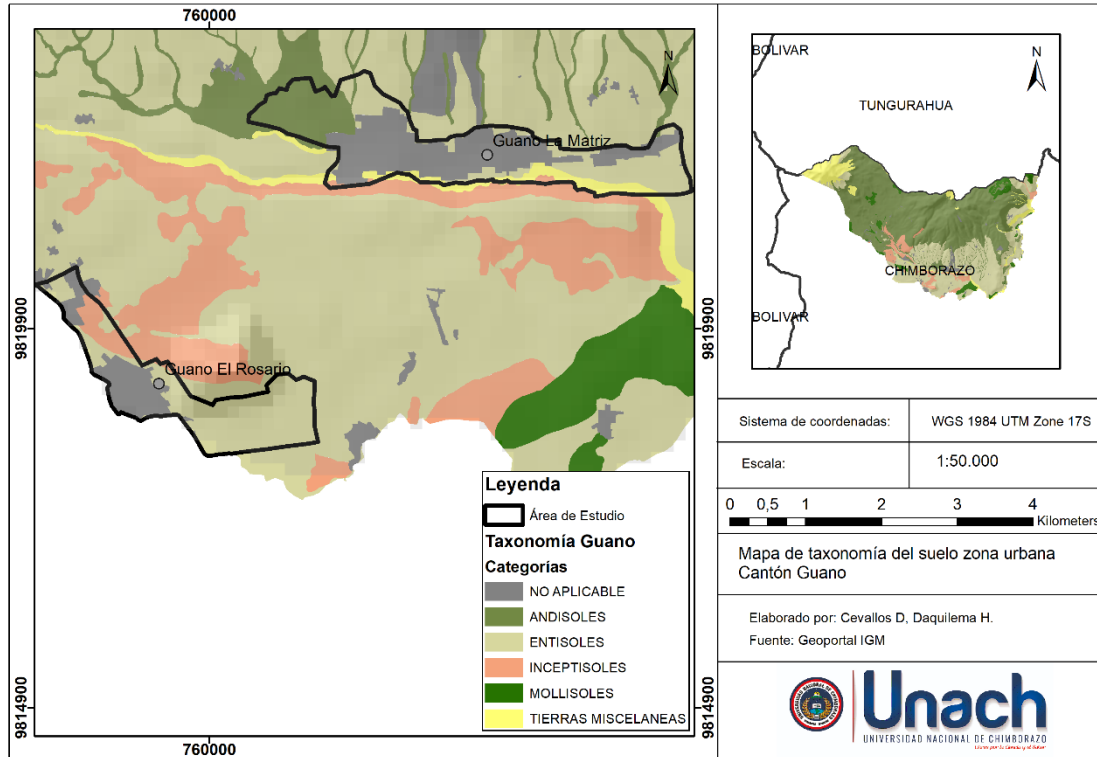 760000
N
Guano La Matriz
9819900
9819900
Guano El Rosario
9814900
9814900
760000
Leyenda
Área de Estudio
Taxonomía Guano
Categorías
NO APLICABLE
ANDISOLES
ENTISOLES
INCEPTISOLES
MOLLISOLES
TIERRAS MISCELANEAS
BOLIVAR
N
TUNGURAHUA
CHIMBORAZO
BOLIVAR
Sistema de coordenadas: WGS 1984 UTM Zone 17S
Escala: 1:50.000
0 0,5 1 2 3 4
Kilometers
Mapa de taxonomía del suelo zona urbana
Cantón Guano
Elaborado por: Cevallos D, Daquilema H.
Fuente: Geoportal IGM
Unach
UNIVERSIDAD NACIONAL DE CHIMBORAZO